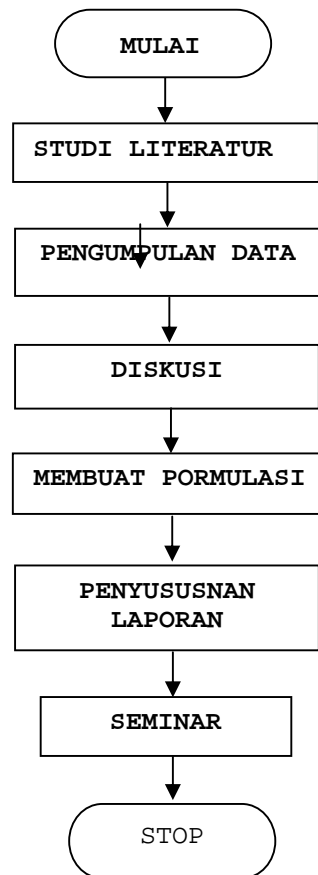 MULAI
STUDI LITERATUR
PENGUMPULAN DATA
DISKUSI
MEMBUAT PORMULASI
PENYUSUSNAN
LAPORAN
SEMINAR
STOP